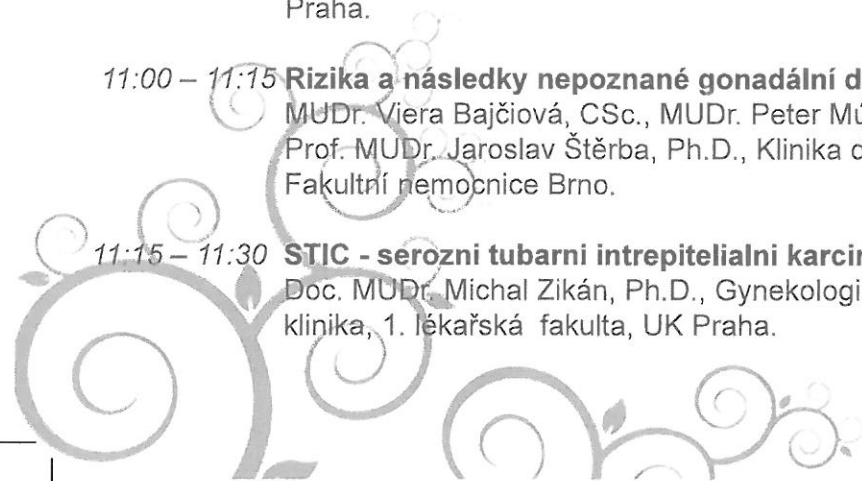 Praha.
11:00 – 11:15 Rizika a následky nepoznané gonadální d
MUDr. Viera Bajčiová, CSc., MUDr. Peter Mú
Prof. MUDr. Jaroslav Štěrba, Ph.D., Klinika d
Fakultní nemocnice Brno.
11:15 – 11:30 STIC - serozni tubarni intrepitelialni karcin
Doc. MUDr. Michal Zikán, Ph.D., Gynekologi
klinika, 1. lékařská fakulta, UK Praha.